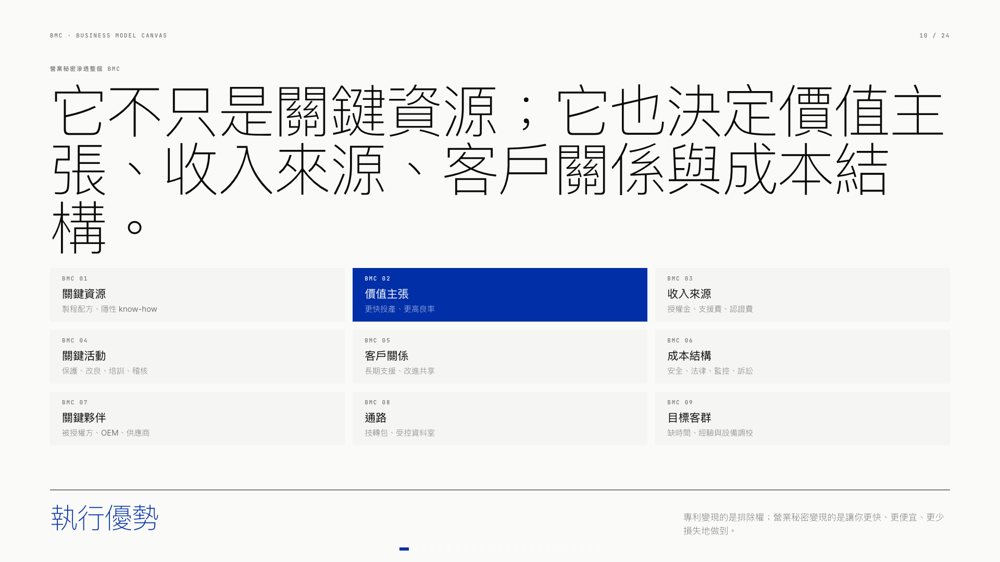 BMC · BUSINESS MODEL CANVAS
10 / 24
營業秘密滲透整個 BMC
它不只是關鍵資源；它也決定價值主
張、收入來源、客戶關係與成本結
構。
BMC 01
關鍵資源
製程配方、隱性 know-how
BMC 02
價值主張
更快投產、更高良率
BMC 03
收入來源
授權金、支援費、認證費
BMC 04
關鍵活動
保護、改良、培訓、稽核
BMC 05
客戶關係
長期支援、改進共享
BMC 06
成本結構
安全、法律、監控、訴訟
BMC 07
關鍵夥伴
被授權方、OEM、供應商
BMC 08
通路
技轉包、受控資料室
BMC 09
目標客群
缺時間、經驗與設備調校
執行優勢
專利變現的是排除權；營業秘密變現的是讓你更快、更便宜、更少
損失地做到。